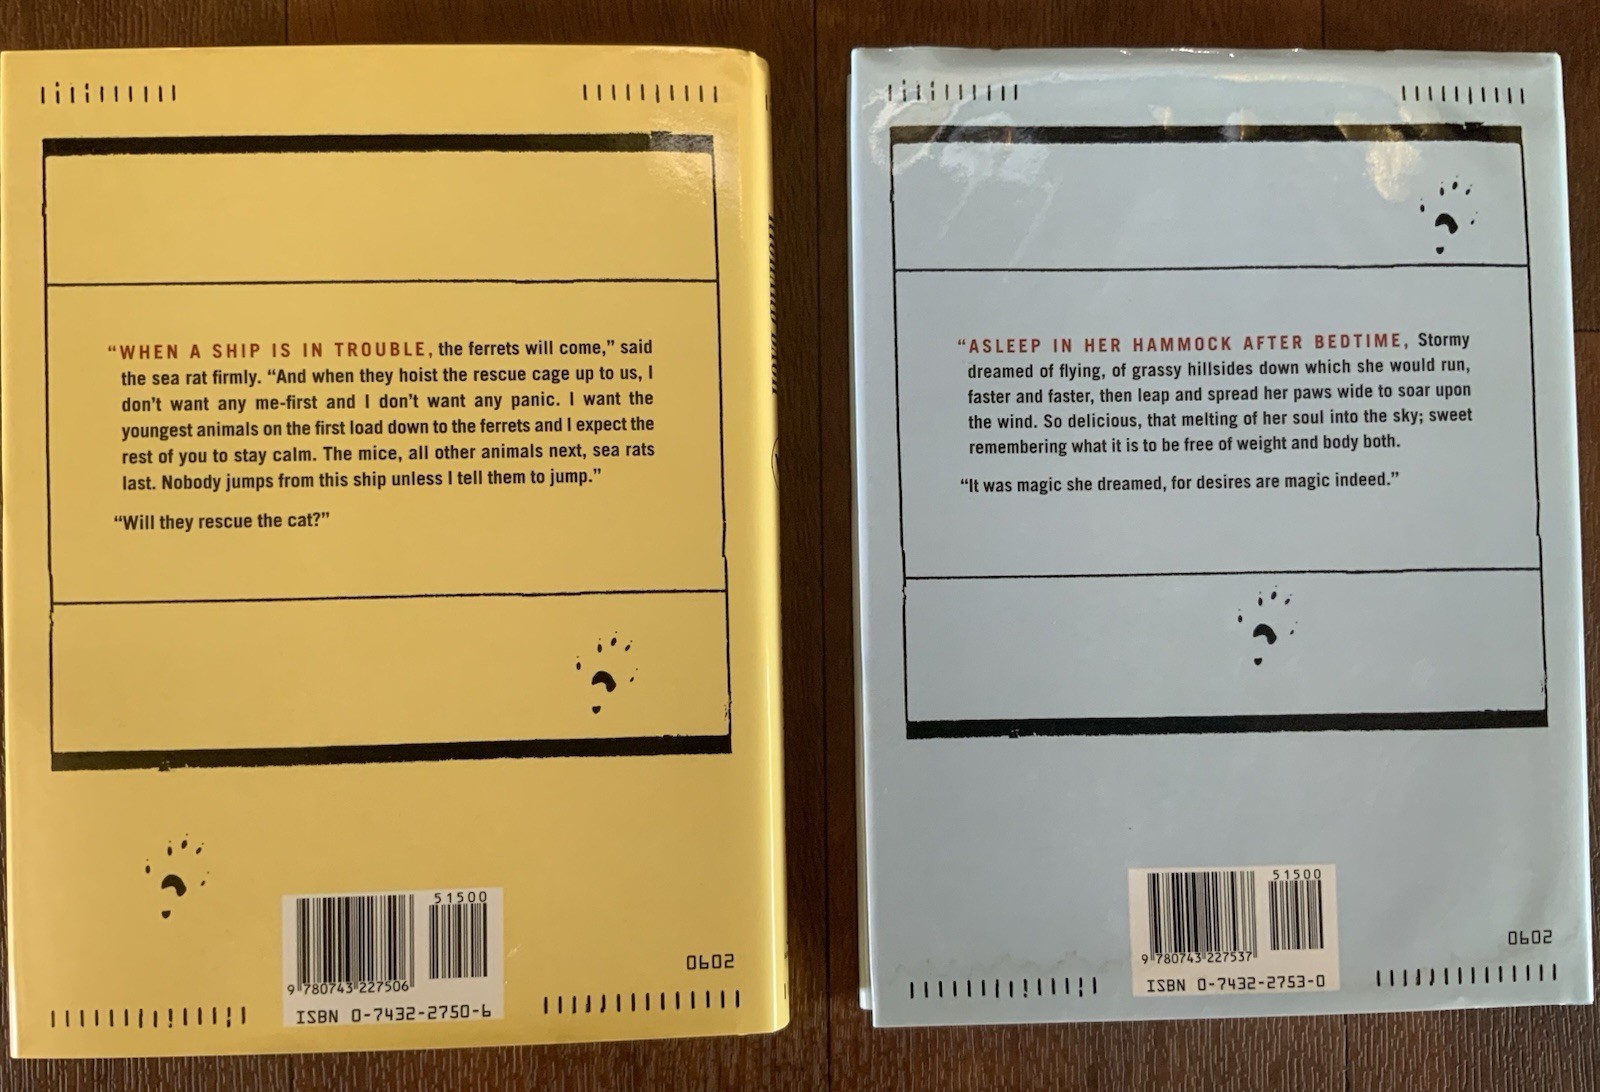 “WHEN A SHIP IS IN TROUBLE, the ferrets will come,” said
the sea rat firmly. “And when they hoist the rescue cage up to us, I
don’t want any me-first and I don’t want any panic. I want the
youngest animals on the first load down to the ferrets and I expect the
rest of you to stay calm. The mice, all other animals next, sea rats
last. Nobody jumps from this ship unless I tell them to jump.”
“Will they rescue the cat?”
51500
9 780743 227506
ISBN 0-7432-2750-6
0602
“ASLEEP IN HER HAMMOCK AFTER BEDTIME, Stormy
dreamed of flying, of grassy hillsides down which she would run,
faster and faster, then leap and spread her paws wide to soar upon
the wind. So delicious, that melting of her soul into the sky; sweet
remembering what it is to be free of weight and body both.
“It was magic she dreamed, for desires are magic indeed.”
51500
9 780743 227537
ISBN 0-7432-2753-0
0602